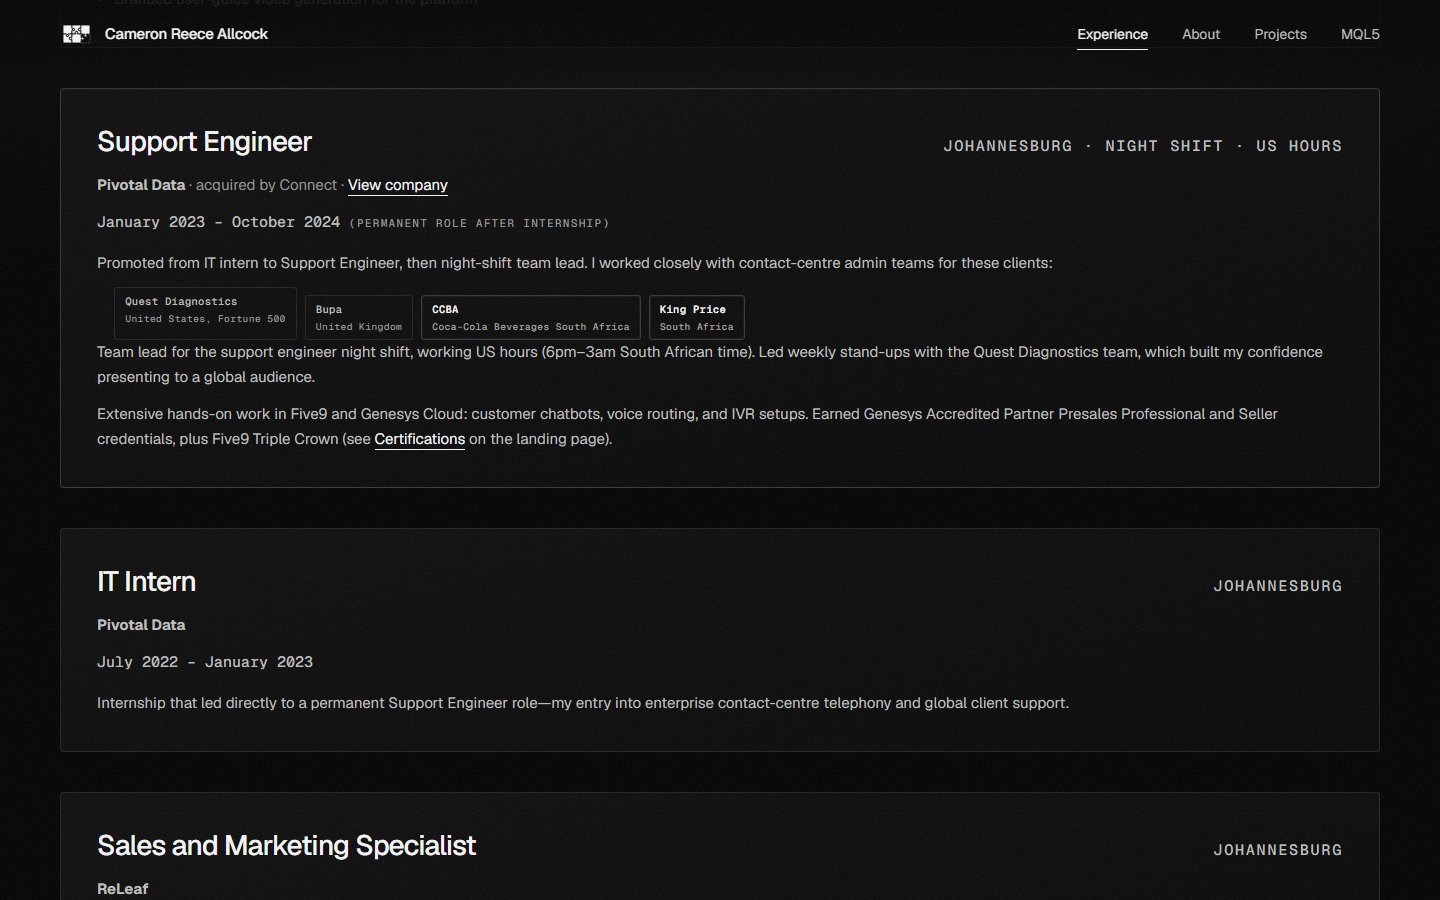 Branded user-guide video generation for the platform
Cameron Reece Allcock
Experience
About
Projects
MQL5
Support Engineer
JOHANNESBURG · NIGHT SHIFT · US HOURS
Pivotal Data · acquired by Connect · View company
January 2023 – October 2024 (PERMANENT ROLE AFTER INTERNSHIP)
Promoted from IT intern to Support Engineer, then night-shift team lead. I worked closely with contact-centre admin teams for these clients:
Quest Diagnostics
United States, Fortune 500
Bupa
United Kingdom
CCBA
Coca-Cola Beverages South Africa
King Price
South Africa
Team lead for the support engineer night shift, working US hours (6pm–3am South African time). Led weekly stand-ups with the Quest Diagnostics team, which built my confidence
presenting to a global audience.
Extensive hands-on work in Five9 and Genesys Cloud: customer chatbots, voice routing, and IVR setups. Earned Genesys Accredited Partner Presales Professional and Seller
credentials, plus Five9 Triple Crown (see Certifications on the landing page).
IT Intern
JOHANNESBURG
Pivotal Data
July 2022 – January 2023
Internship that led directly to a permanent Support Engineer role—my entry into enterprise contact-centre telephony and global client support.
Sales and Marketing Specialist
JOHANNESBURG
ReLeaf